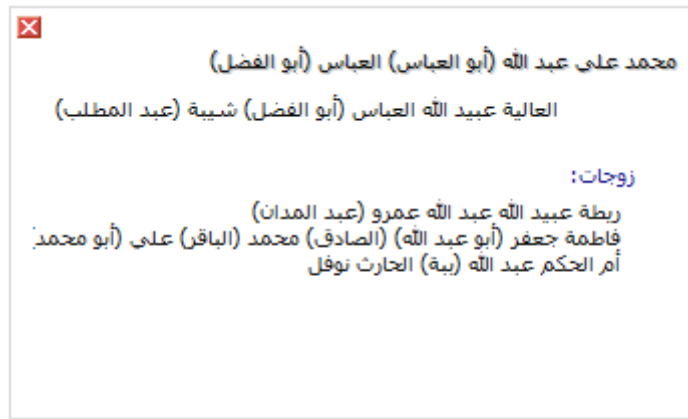 محمد علي عبد الله (أبو العباس) العباس (أبو الفضل)
العالية عبيد الله العباس (أبو الفضل) شيبة (عبد المطلب)
زوجات:
ريطة عبيد الله عبد الله عمرو (عبد المدان)
فاطمة جعفر (أبو عبد الله) (الصادق) محمد (الباقر) علي (أبو محمد)
أم الحكم عبد الله (ببة) الحارث نوفل